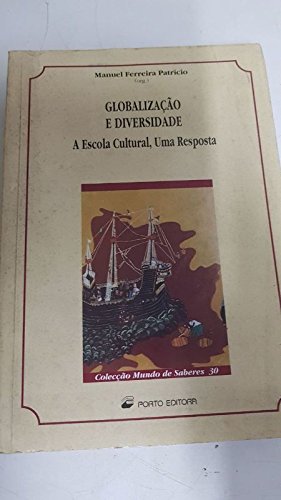 Manuel Ferreira Patrício
(org.)
GLOBALIZAÇÃO
E DIVERSIDADE
A Escola Cultural, Uma Resposta
Colecção Mundo de Saberes 30
PORTO EDITORA